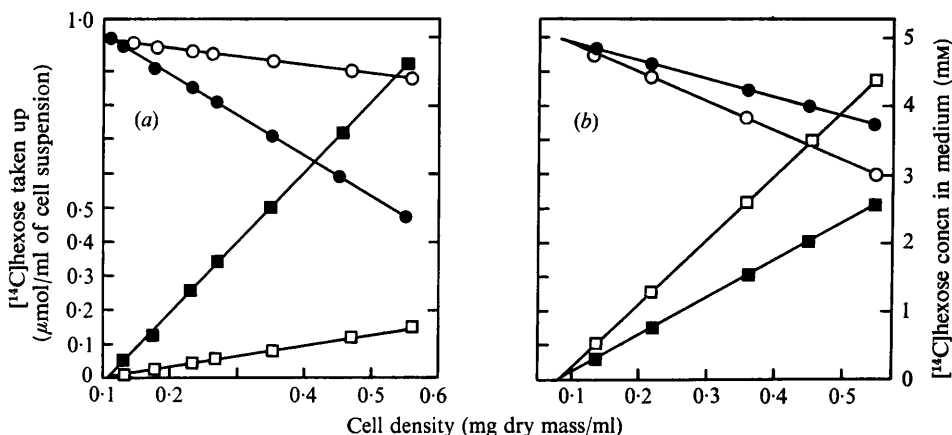 [¹⁴C]hexose taken up
(μmol/ml of cell suspension)
1·0
0·5
0·4
0·3
0·2
0·1
0
(a)
0·1 0·2 0·3 0·4 0·5 0·6
(b)
0·1 0·2 0·3 0·4 0·5
5
4
3
2
1
0
[¹⁴C]hexose concn in medium (mM)
Cell density (mg dry mass/ml)